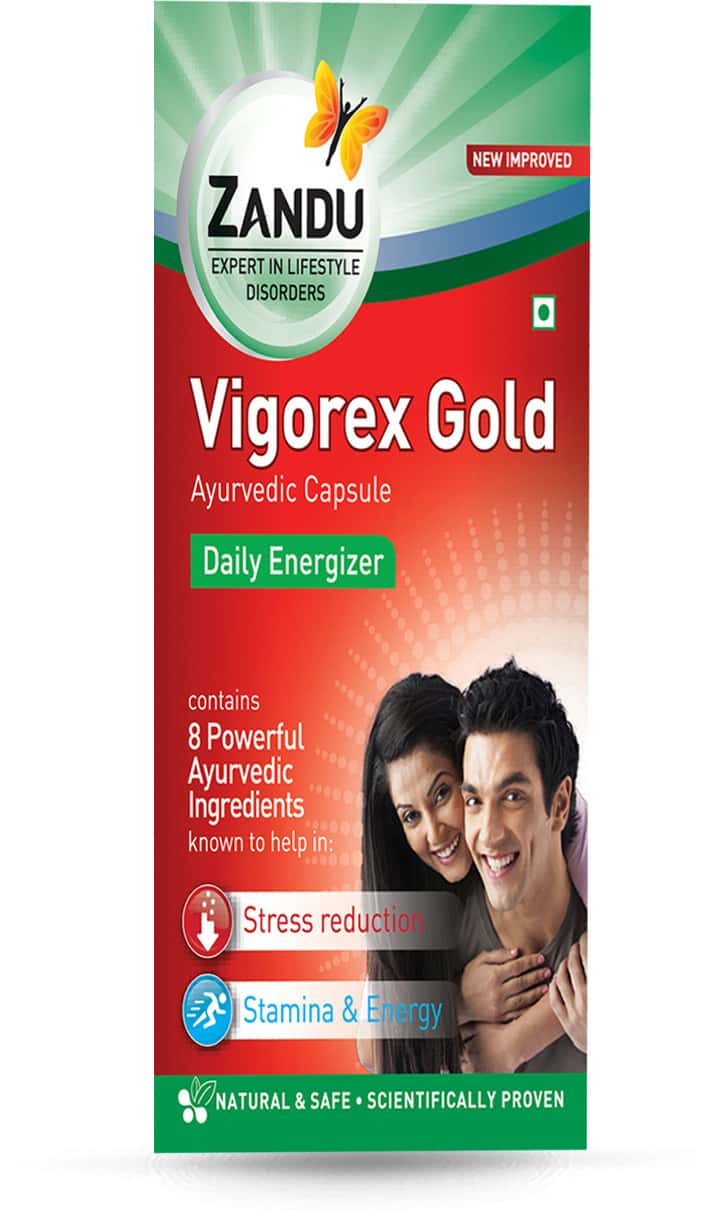 NEW IMPROVED
ZANDU
EXPERT IN LIFESTYLE
DISORDERS
Vigorex Gold
Ayurvedic Capsule
Daily Energizer
contains
8 Powerful
Ayurvedic
Ingredients
known to help in:
Stress reduction
Stamina & Energy
NATURAL & SAFE • SCIENTIFICALLY PROVEN